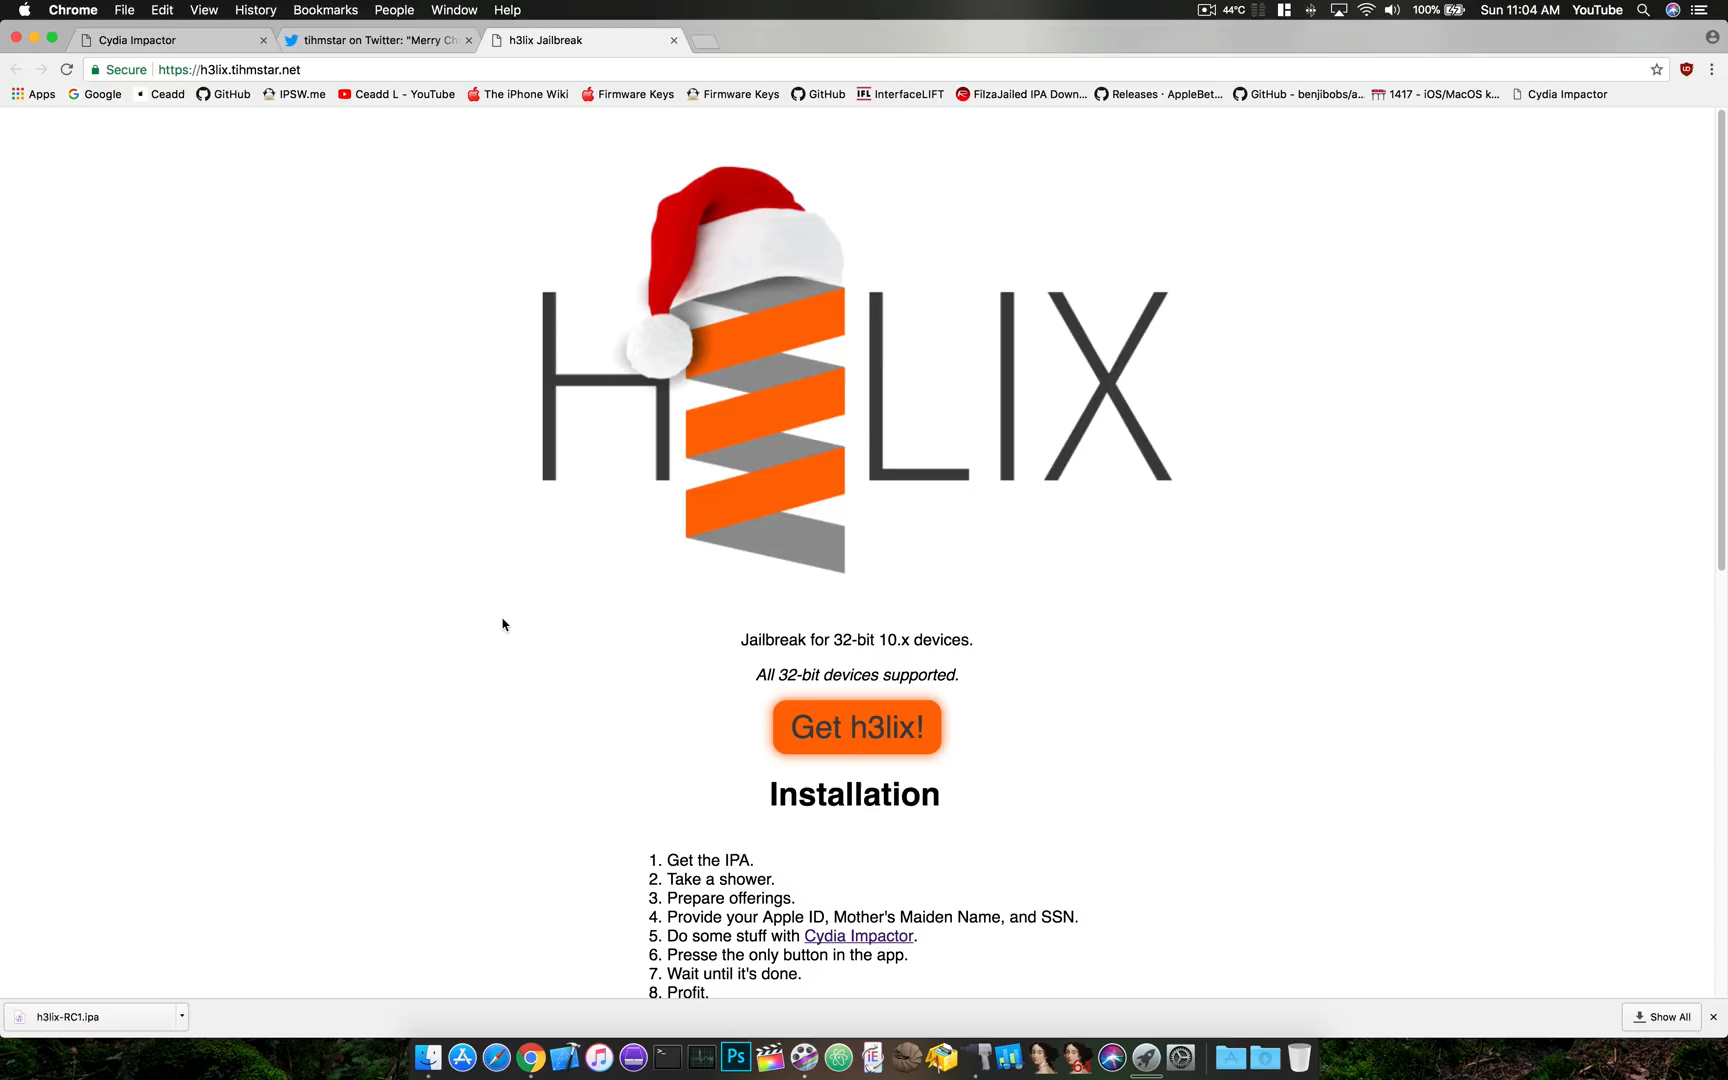 Chrome File Edit View History Bookmarks People Window Help 44°C 100% Sun 11:04 AM YouTube
Cydia Impactor tihmstar on Twitter: "Merry Ch h3lix Jailbreak
Secure https://h3lix.tihmstar.net
Apps Google Ceadd GitHub IPSW.me Ceadd L - YouTube The iPhone Wiki Firmware Keys Firmware Keys GitHub IFL InterfaceLIFT FilzaJailed IPA Down... Releases · AppleBet... GitHub - benjibobs/a... 1417 - iOS/MacOS k... Cydia Impactor
H3LIX
Jailbreak for 32-bit 10.x devices.
All 32-bit devices supported.
Get h3lix!
Installation
1. Get the IPA.
2. Take a shower.
3. Prepare offerings.
4. Provide your Apple ID, Mother's Maiden Name, and SSN.
5. Do some stuff with Cydia Impactor.
6. Presse the only button in the app.
7. Wait until it's done.
8. Profit.
h3lix-RC1.ipa Show All
Ps